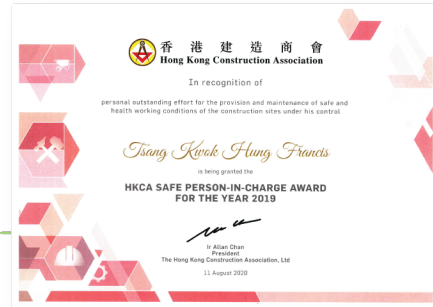 香港建造商會
Hong Kong Construction Association
In recognition of
personal outstanding effort for the provision and maintenance of safe and
health working conditions of the construction sites under his control
Tsang Kwok Hung Francis
is being granted the
HKCA SAFE PERSON-IN-CHARGE AWARD
FOR THE YEAR 2019
Ir Allan Chan
President
The Hong Kong Construction Association, Ltd
11 August 2020